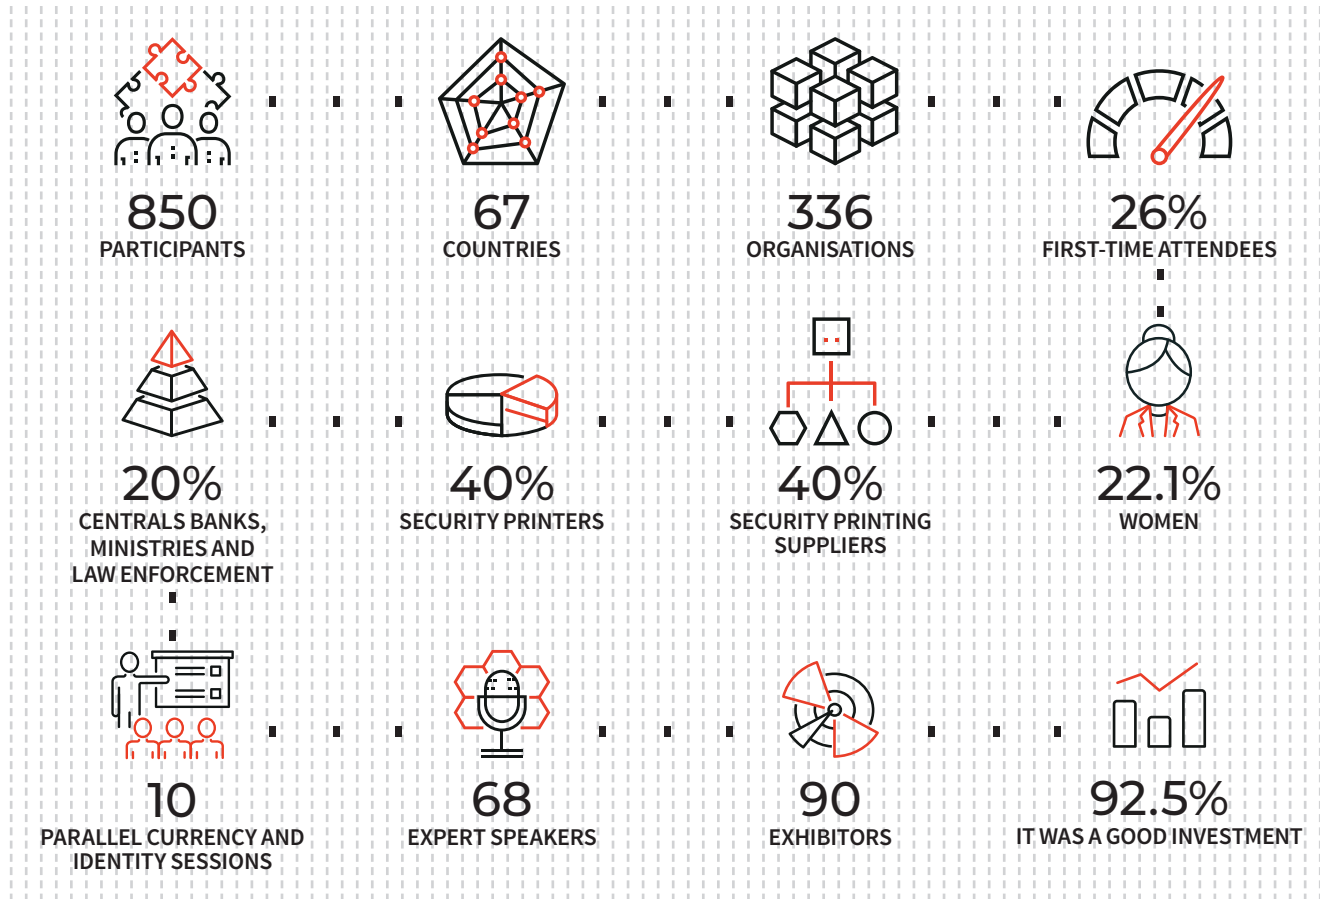 850
PARTICIPANTS
67
COUNTRIES
336
ORGANISATIONS
26%
FIRST-TIME ATTENDEES
20%
CENTRALS BANKS,
MINISTRIES AND
LAW ENFORCEMENT
40%
SECURITY PRINTERS
40%
SECURITY PRINTING
SUPPLIERS
22.1%
WOMEN
10
PARALLEL CURRENCY AND
IDENTITY SESSIONS
68
EXPERT SPEAKERS
90
EXHIBITORS
92.5%
IT WAS A GOOD INVESTMENT